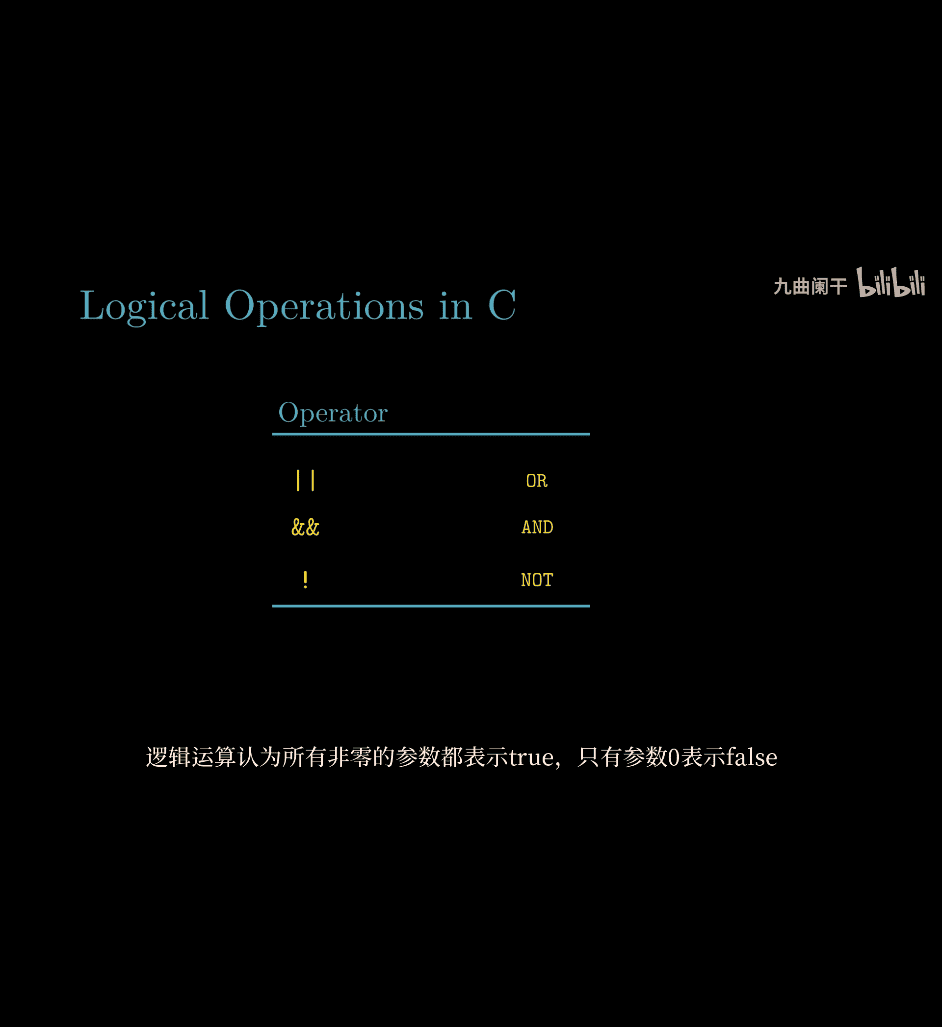 九曲阑干 bilibili
Logical Operations in C
Operator
|| OR
&& AND
! NOT
逻辑运算认为所有非零的参数都表示true，只有参数0表示false